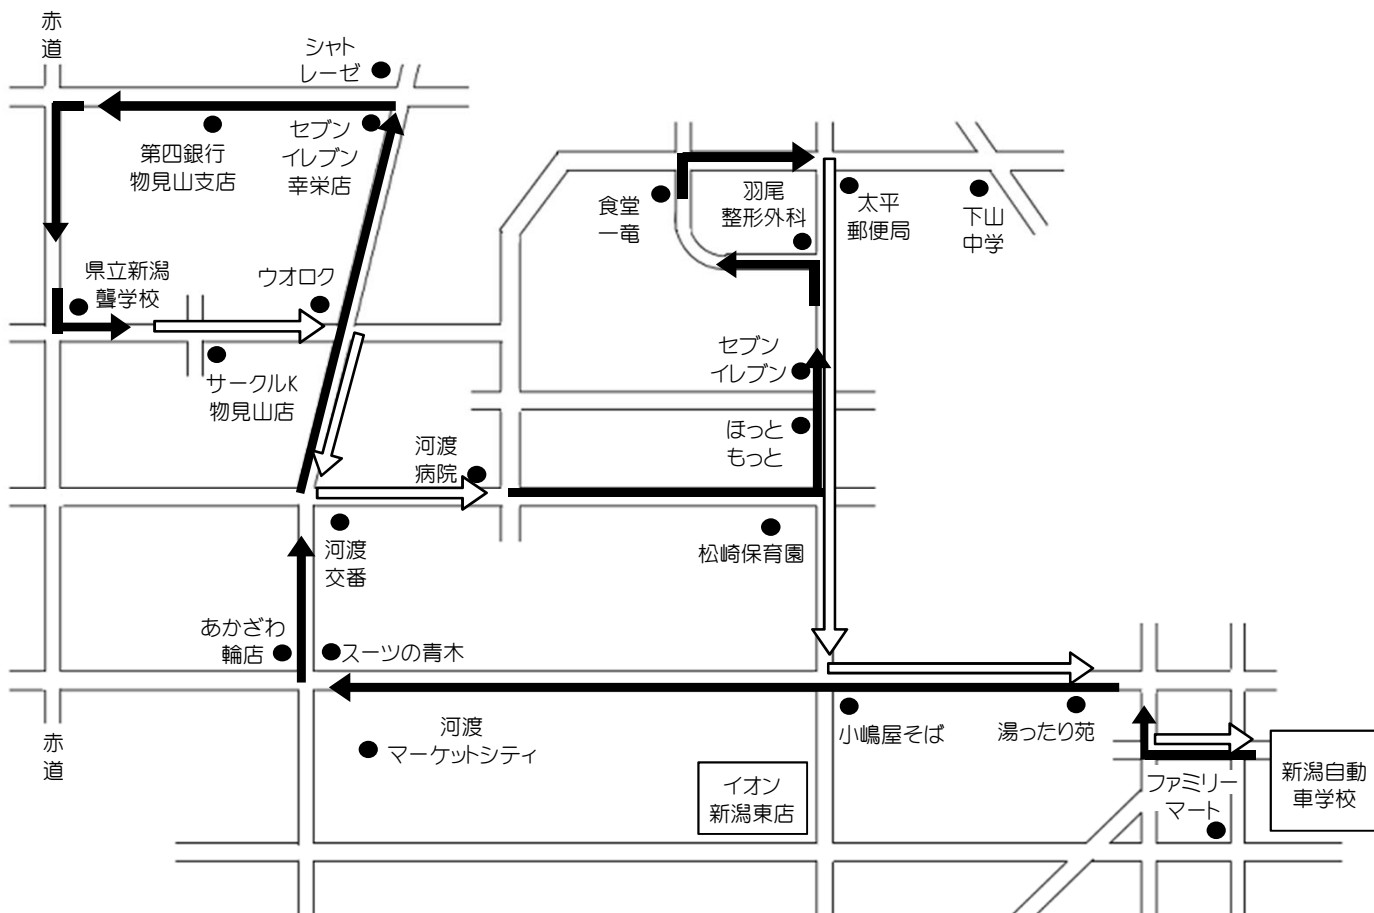 赤
道
シャト
レーゼ
第四銀行
物見山支店
セブン
イレブン
幸栄店
県立新潟
聾学校
ウオロク
サークルK
物見山店
食堂
一竜
羽尾
整形外科
太平
郵便局
下山
中学
セブン
イレブン
ほっと
もっと
河渡
病院
河渡
交番
松崎保育園
あかざわ
輪店
スーツの青木
赤
道
河渡
マーケットシティ
小嶋屋そば
湯ったり苑
イオン
新潟東店
ファミリー
マート
新潟自動
車学校